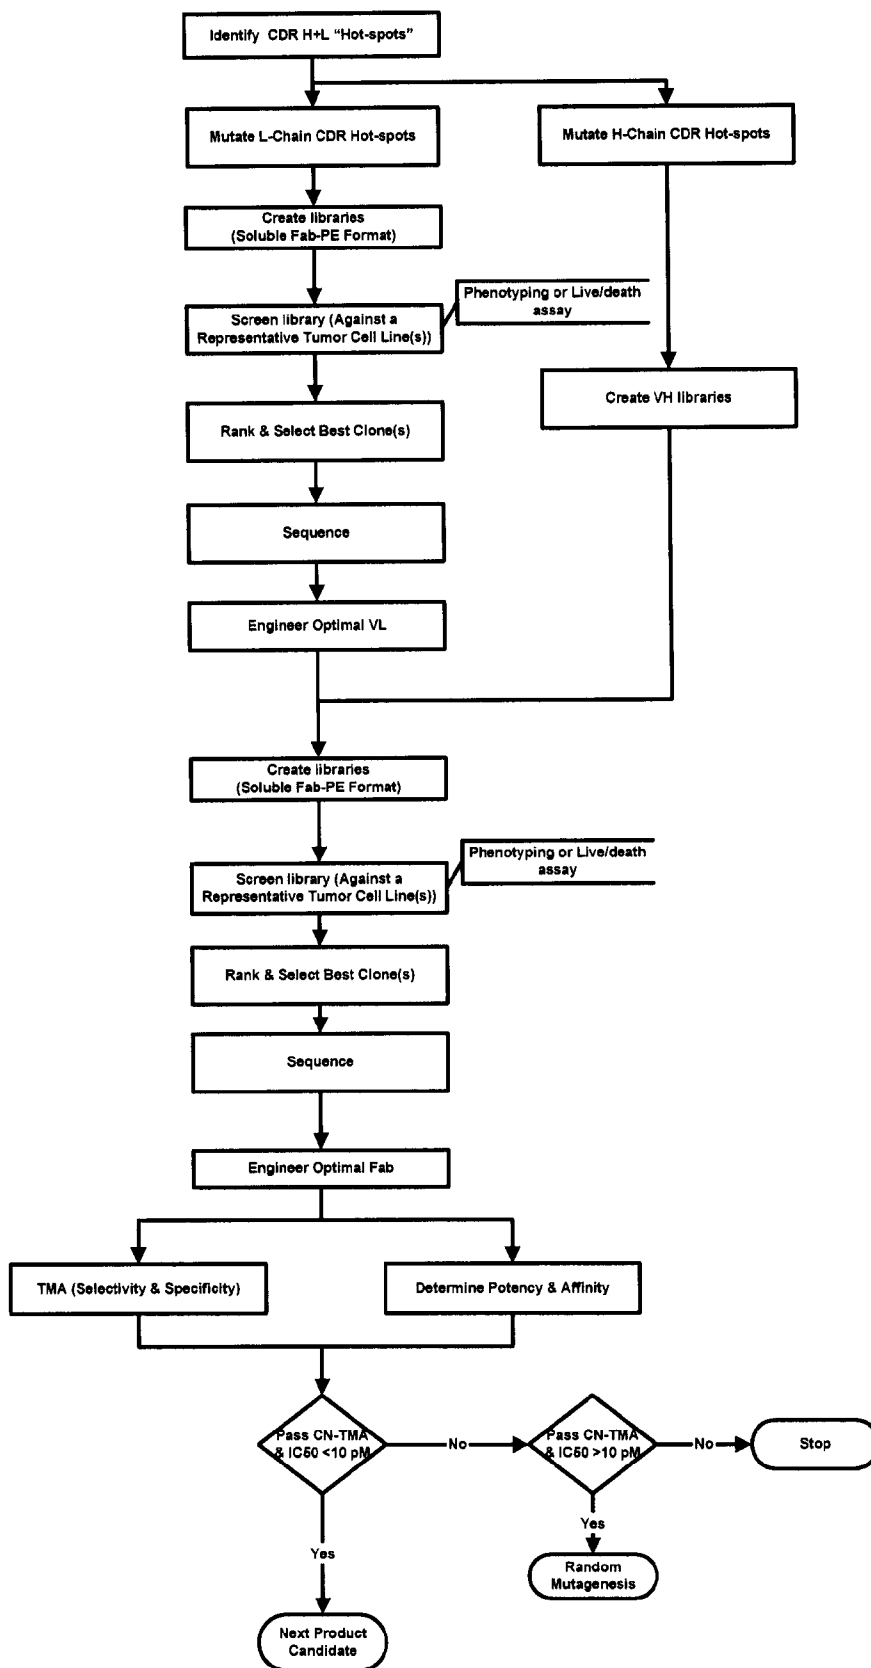 Identify CDR H+L "Hot-spots"
Mutate L-Chain CDR Hot-spots
Mutate H-Chain CDR Hot-spots
Create libraries
(Soluble Fab-PE Format)
Phenotyping or Live/death
assay
Screen library (Against a
Representative Tumor Cell Line(s))
Create VH libraries
Rank & Select Best Clone(s)
Sequence
Engineer Optimal VL
Create libraries
(Soluble Fab-PE Format)
Phenotyping or Live/death
assay
Screen library (Against a
Representative Tumor Cell Line(s))
Rank & Select Best Clone(s)
Sequence
Engineer Optimal Fab
TMA (Selectivity & Specificity)
Determine Potency & Affinity
Pass CN-TMA
& IC50 <10 pM
No
Pass CN-TMA
& IC50 >10 pM
No
Stop
Yes
Random
Mutagenesis
Yes
Next Product
Candidate